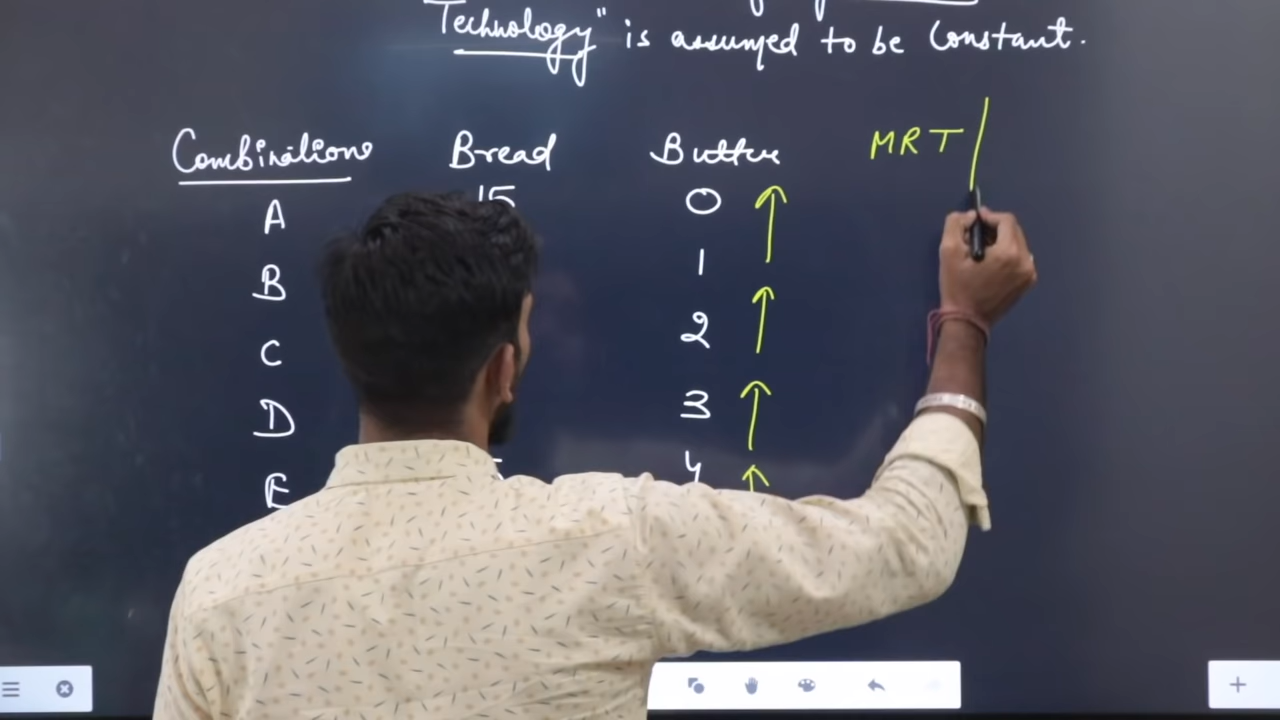 Technology" is assumed to be Constant.
Combinations Bread Butter MRT
A 15 0
B 1
C 2
D 3
E 4